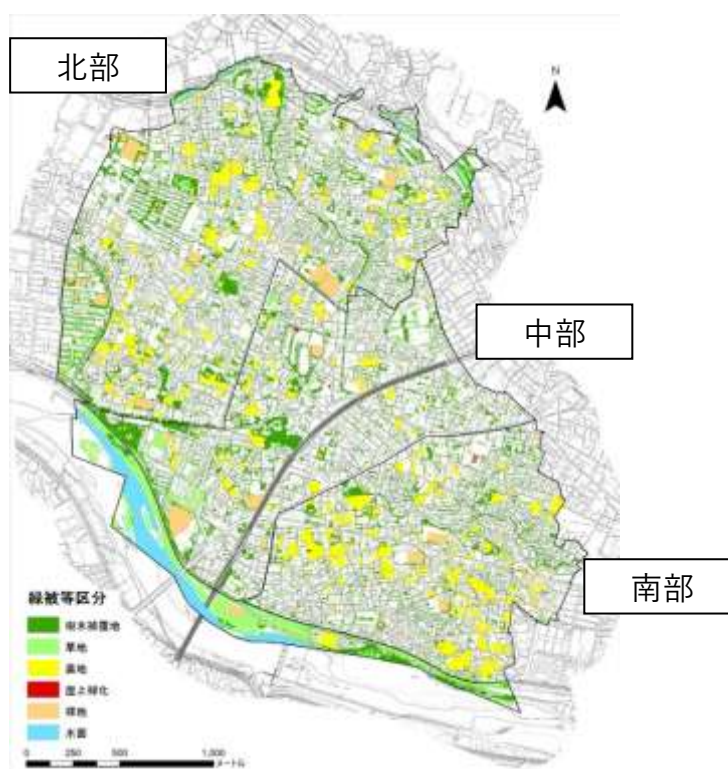 北部
N
中部
南部
緑被等区分
樹木被覆地
草地
農地
屋上緑化
裸地
水面
0 250 500 1,000
メートル